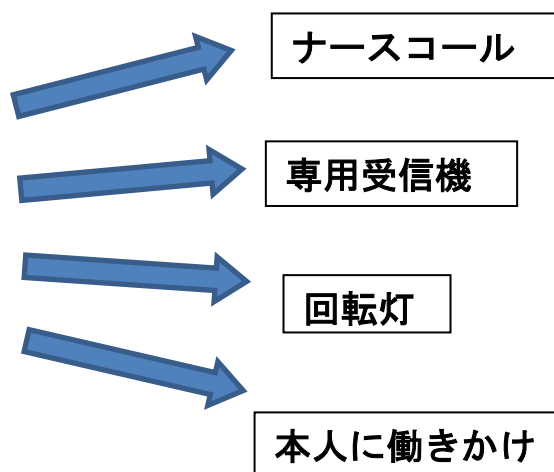 ナースコール
専用受信機
回転灯
本人に働きかけ